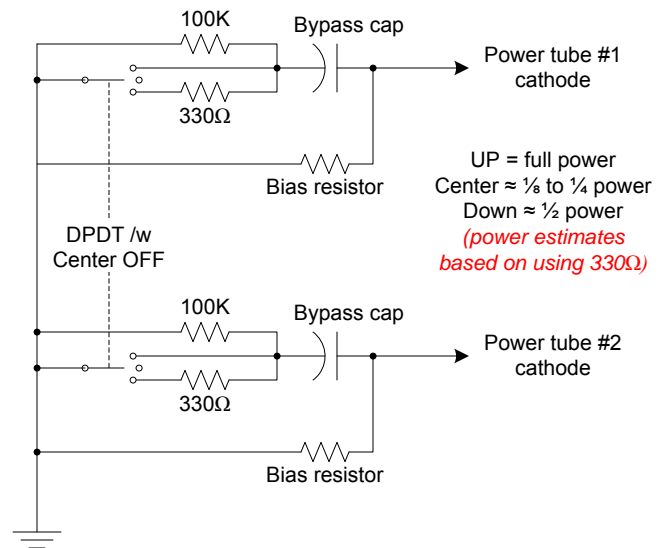 100K
Bypass cap
Power tube #1
cathode
330Ω
Bias resistor
UP = full power
Center ≈ ⅛ to ¼ power
Down ≈ ½ power
(power estimates
based on using 330Ω)
DPDT /w
Center OFF
100K
Bypass cap
Power tube #2
cathode
330Ω
Bias resistor